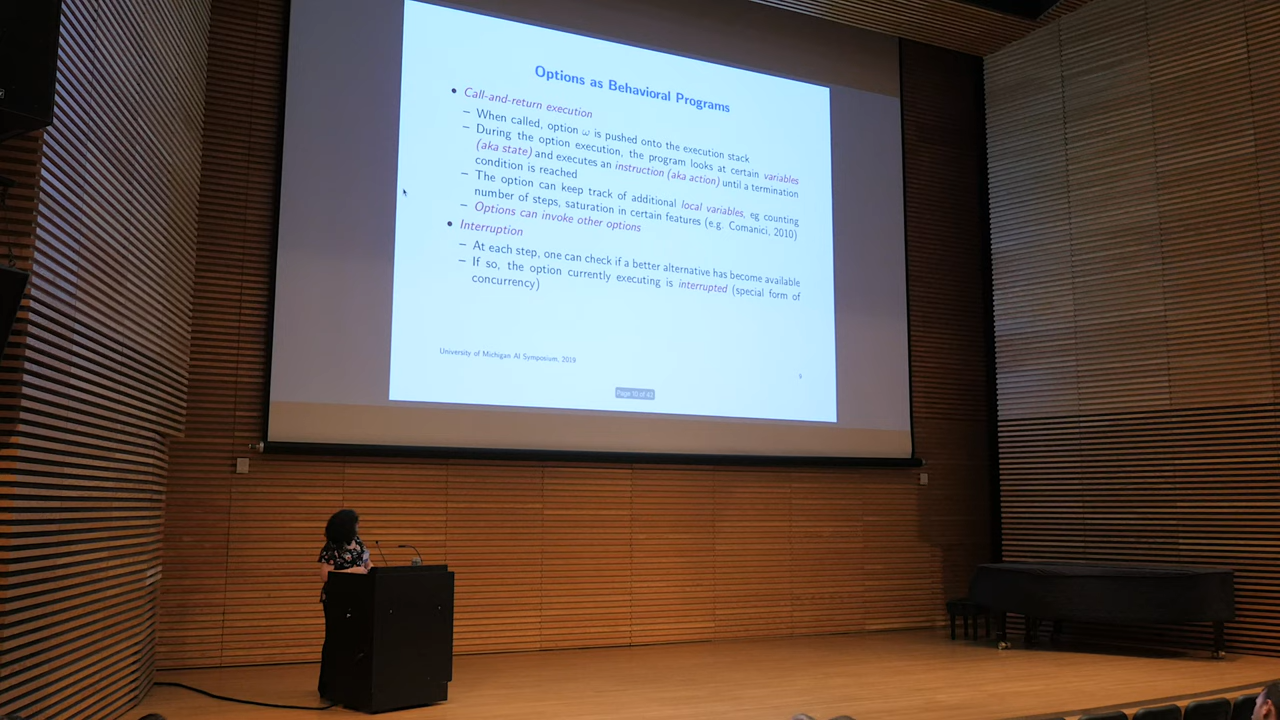 Options as Behavioral Programs
• Call-and-return execution
– When called, option ω is pushed onto the execution stack
– During the option execution, the program looks at certain variables
(aka state) and executes an instruction (aka action) until a termination
condition is reached
– The option can keep track of additional local variables, eg counting
number of steps, saturation in certain features (e.g. Comanici, 2010)
– Options can invoke other options
• Interruption
– At each step, one can check if a better alternative has become available
– If so, the option currently executing is interrupted (special form of
concurrency)
University of Michigan AI Symposium, 2019
9
Page 10 of 43